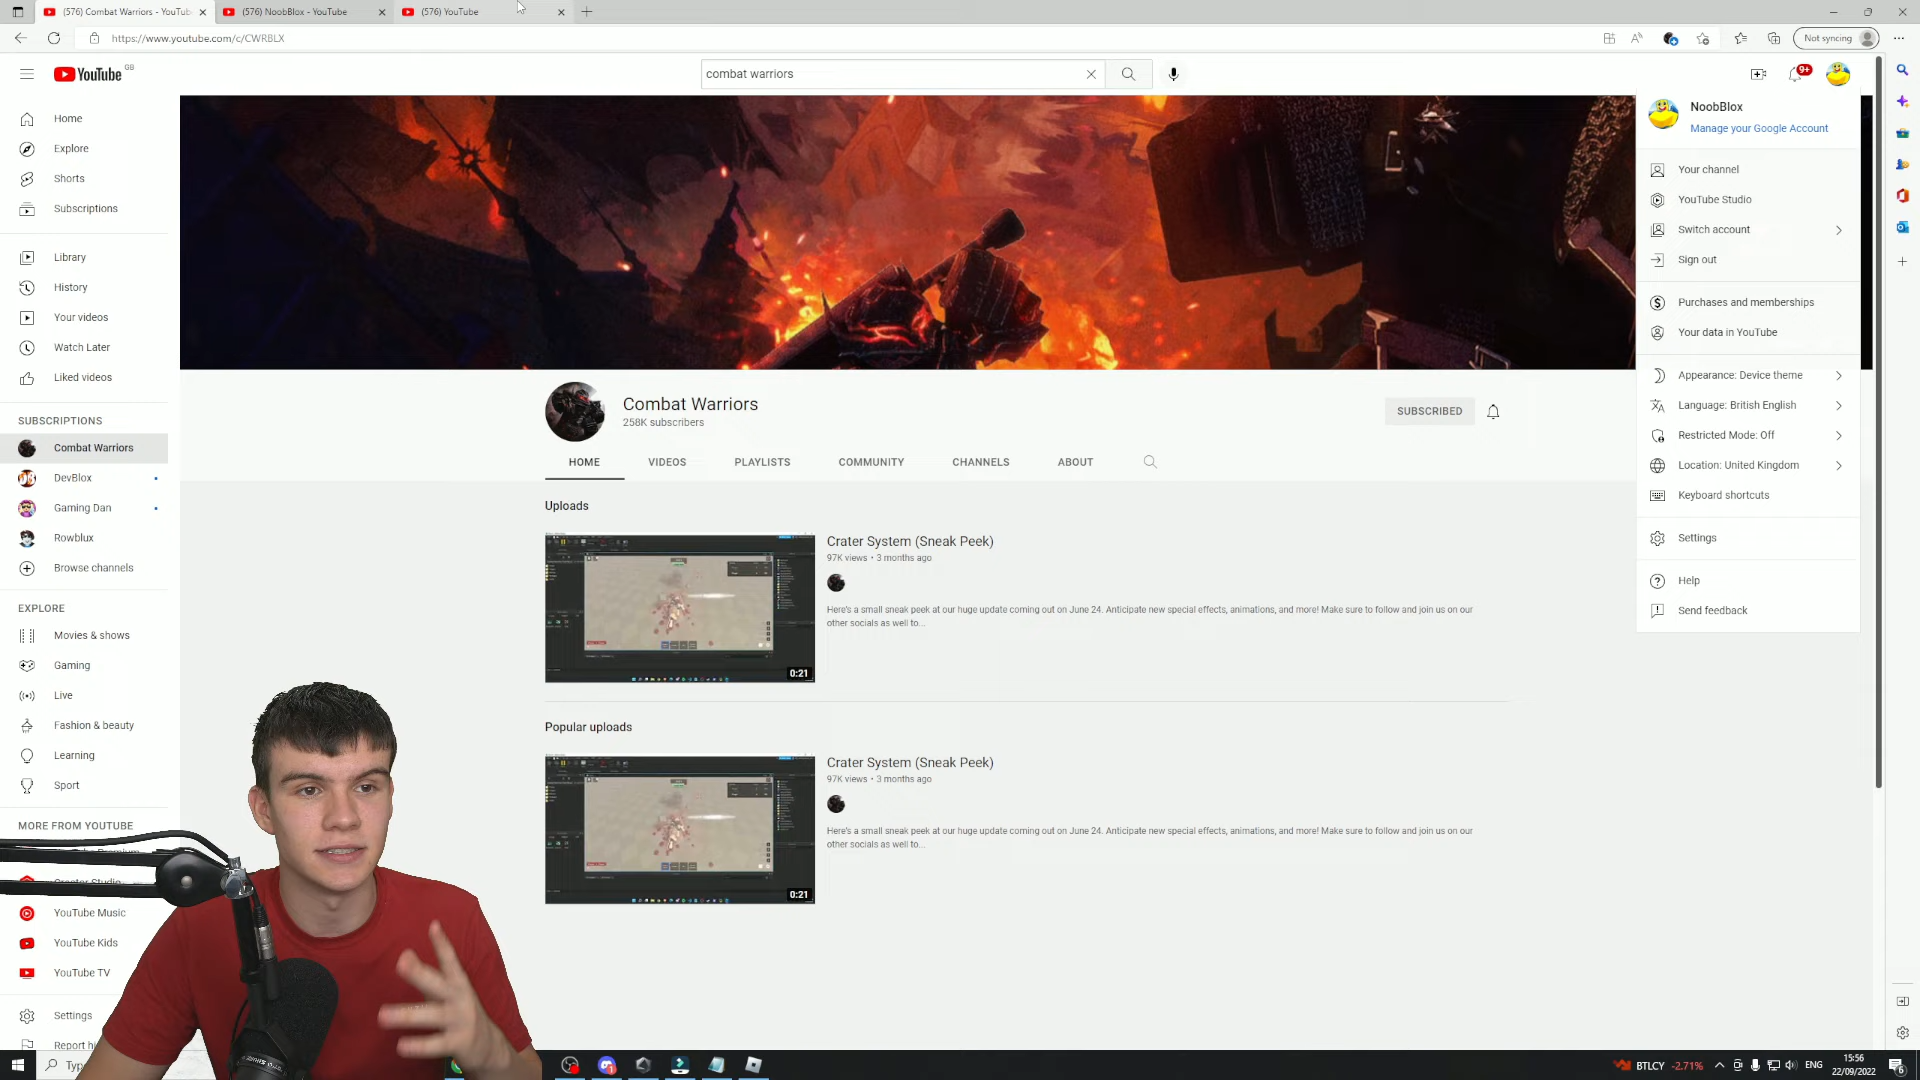 (576) Combat Warriors - YouTub
(576) NoobBlox - YouTube
(576) YouTube
https://www.youtube.com/c/CWRBLX
Not syncing
YouTube GB
combat warriors
9+
Home
Explore
Shorts
Subscriptions
Library
History
Your videos
Watch Later
Liked videos
SUBSCRIPTIONS
Combat Warriors
DevBlox
Gaming Dan
Rowblux
Browse channels
EXPLORE
Movies & shows
Gaming
Live
Fashion & beauty
Learning
Sport
MORE FROM YOUTUBE
Creator Studio
YouTube Music
YouTube Kids
YouTube TV
Settings
Report hi
Combat Warriors
258K subscribers
SUBSCRIBED
HOME
VIDEOS
PLAYLISTS
COMMUNITY
CHANNELS
ABOUT
Uploads
0:21
Crater System (Sneak Peek)
97K views • 3 months ago
Here's a small sneak peek at our huge update coming out on June 24. Anticipate new special effects, animations, and more! Make sure to follow and join us on our
other socials as well to...
Popular uploads
0:21
Crater System (Sneak Peek)
97K views • 3 months ago
Here's a small sneak peek at our huge update coming out on June 24. Anticipate new special effects, animations, and more! Make sure to follow and join us on our
other socials as well to...
NoobBlox
Manage your Google Account
Your channel
YouTube Studio
Switch account
Sign out
Purchases and memberships
Your data in YouTube
Appearance: Device theme
Language: British English
Restricted Mode: Off
Location: United Kingdom
Keyboard shortcuts
Settings
Help
Send feedback
Typ
BTLCY -2.71%
ENG
15:56
22/09/2022
6